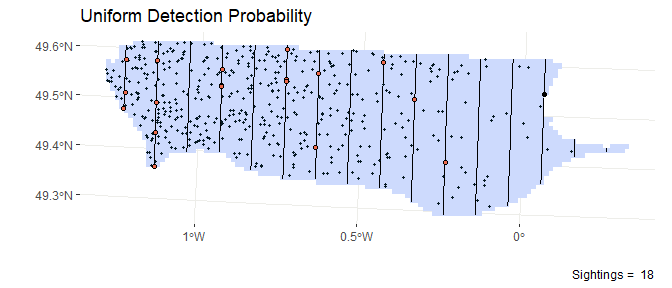 Uniform Detection Probability
49.6°N
49.5°N
49.4°N
49.3°N
1°W
0.5°W
0°
Sightings = 18